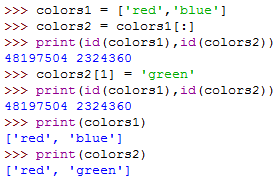 >>> colors1 = ['red','blue']
>>> colors2 = colors1[:]
>>> print(id(colors1),id(colors2))
48197504 2324360
>>> colors2[1] = 'green'
>>> print(id(colors1),id(colors2))
48197504 2324360
>>> print(colors1)
['red', 'blue']
>>> print(colors2)
['red', 'green']